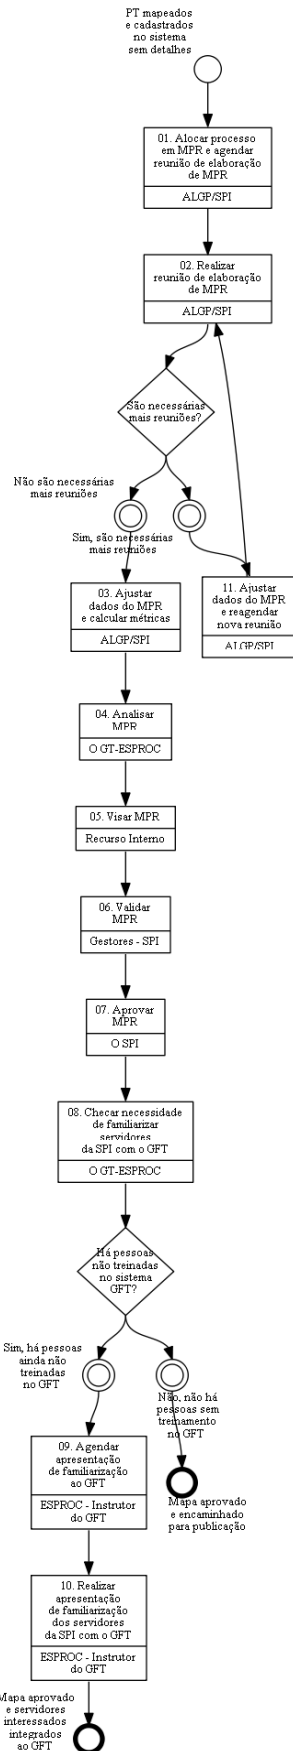 PT mapeados
e cadastrados
no sistema
sem detalhes
01. Alocar processo
em MPR e agendar
reunião de elaboração
de MPR
ALGP/SPI
02. Realizar
reunião de elaboração
de MPR
ALGP/SPI
São necessárias
mais reuniões?
Não são necessárias
mais reuniões
Sim, são necessárias
mais reuniões
03. Ajustar
dados do MPR
e calcular métricas
ALGP/SPI
11. Ajustar
dados do MPR
e reagendar
nova reunião
ALGP/SPI
04. Analisar
MPR
O GT-ESPROC
05. Visar MPR
Recurso Interno
06. Validar
MPR
Gestores - SPI
07. Aprovar
MPR
O SPI
08. Checar necessidade
de familiarizar
servidores
da SPI com o GFT
O GT-ESPROC
Há pessoas
não treinadas
no sistema
GFT?
Sim, há pessoas
ainda não
treinadas
no GFT
Não, não há
pessoas sem
treinamento
no GFT
09. Agendar
apresentação
de familiarização
ao GFT
ESPROC - Instrutor
do GFT
Mapa aprovado
e encaminhado
para publicação
10. Realizar
apresentação
de familiarização
dos servidores
da SPI com o GFT
ESPROC - Instrutor
do GFT
Mapa aprovado
e servidores
interessados
integrados
ao GFT